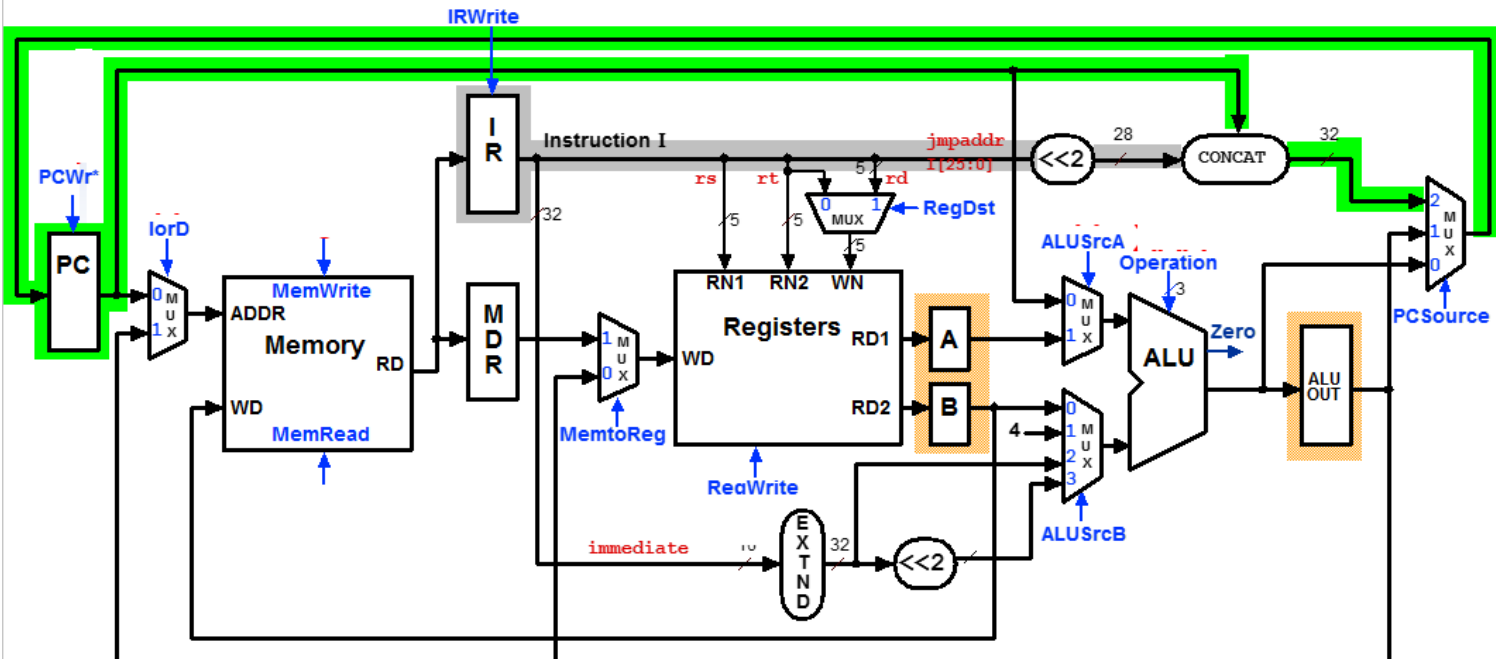 IRWrite
I
R
Instruction I
jmpaddr
I[25:0]
<<2
28
CONCAT
32
PCWr*
rs
rt
5
rd
32
5
5
0
1
MUX
RegDst
5
2
1
0
M
U
X
PCSource
IorD
PC
0
1
M
U
X
MemWrite
ADDR
Memory
RD
WD
MemRead
M
D
R
1
0
M
U
X
MemtoReg
RN1
RN2
WN
Registers
WD
RD1
RD2
RegWrite
A
B
ALUSrcA
0
1
M
U
X
Operation
3
Zero
ALU
ALU
OUT
4
0
1
2
3
M
U
X
ALUSrcB
immediate
E
X
T
N
D
32
<<2